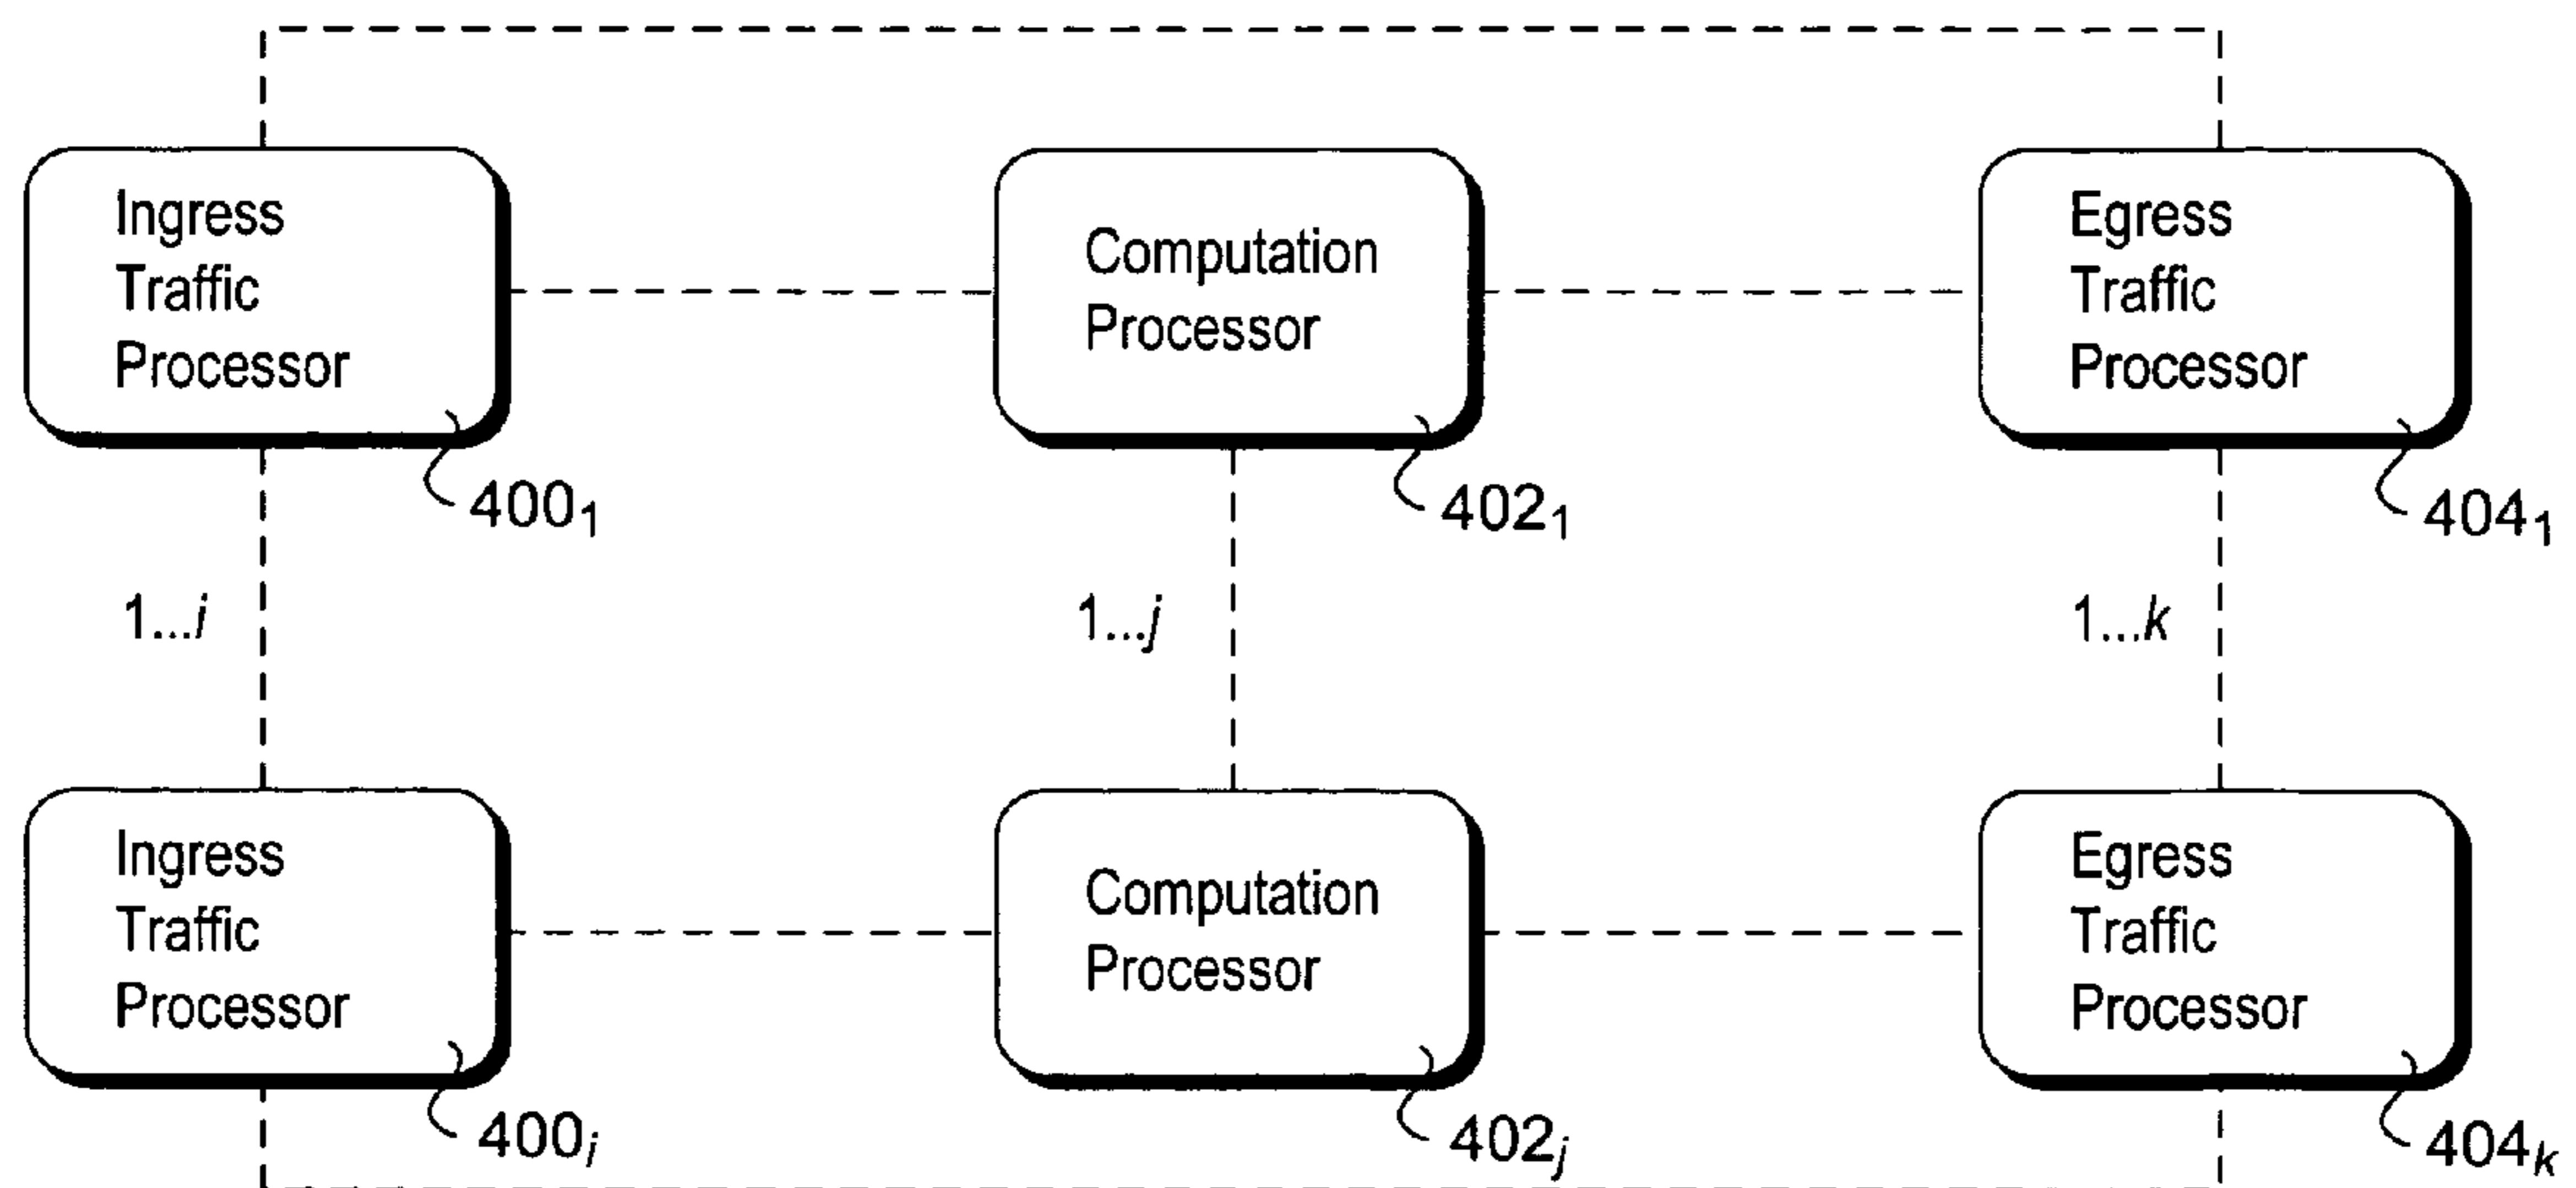 Ingress
Traffic
Processor
400₁
Computation
Processor
402₁
Egress
Traffic
Processor
404₁
1...i
1...j
1...k
Ingress
Traffic
Processor
400ᵢ
Computation
Processor
402ⱼ
Egress
Traffic
Processor
404ₖ